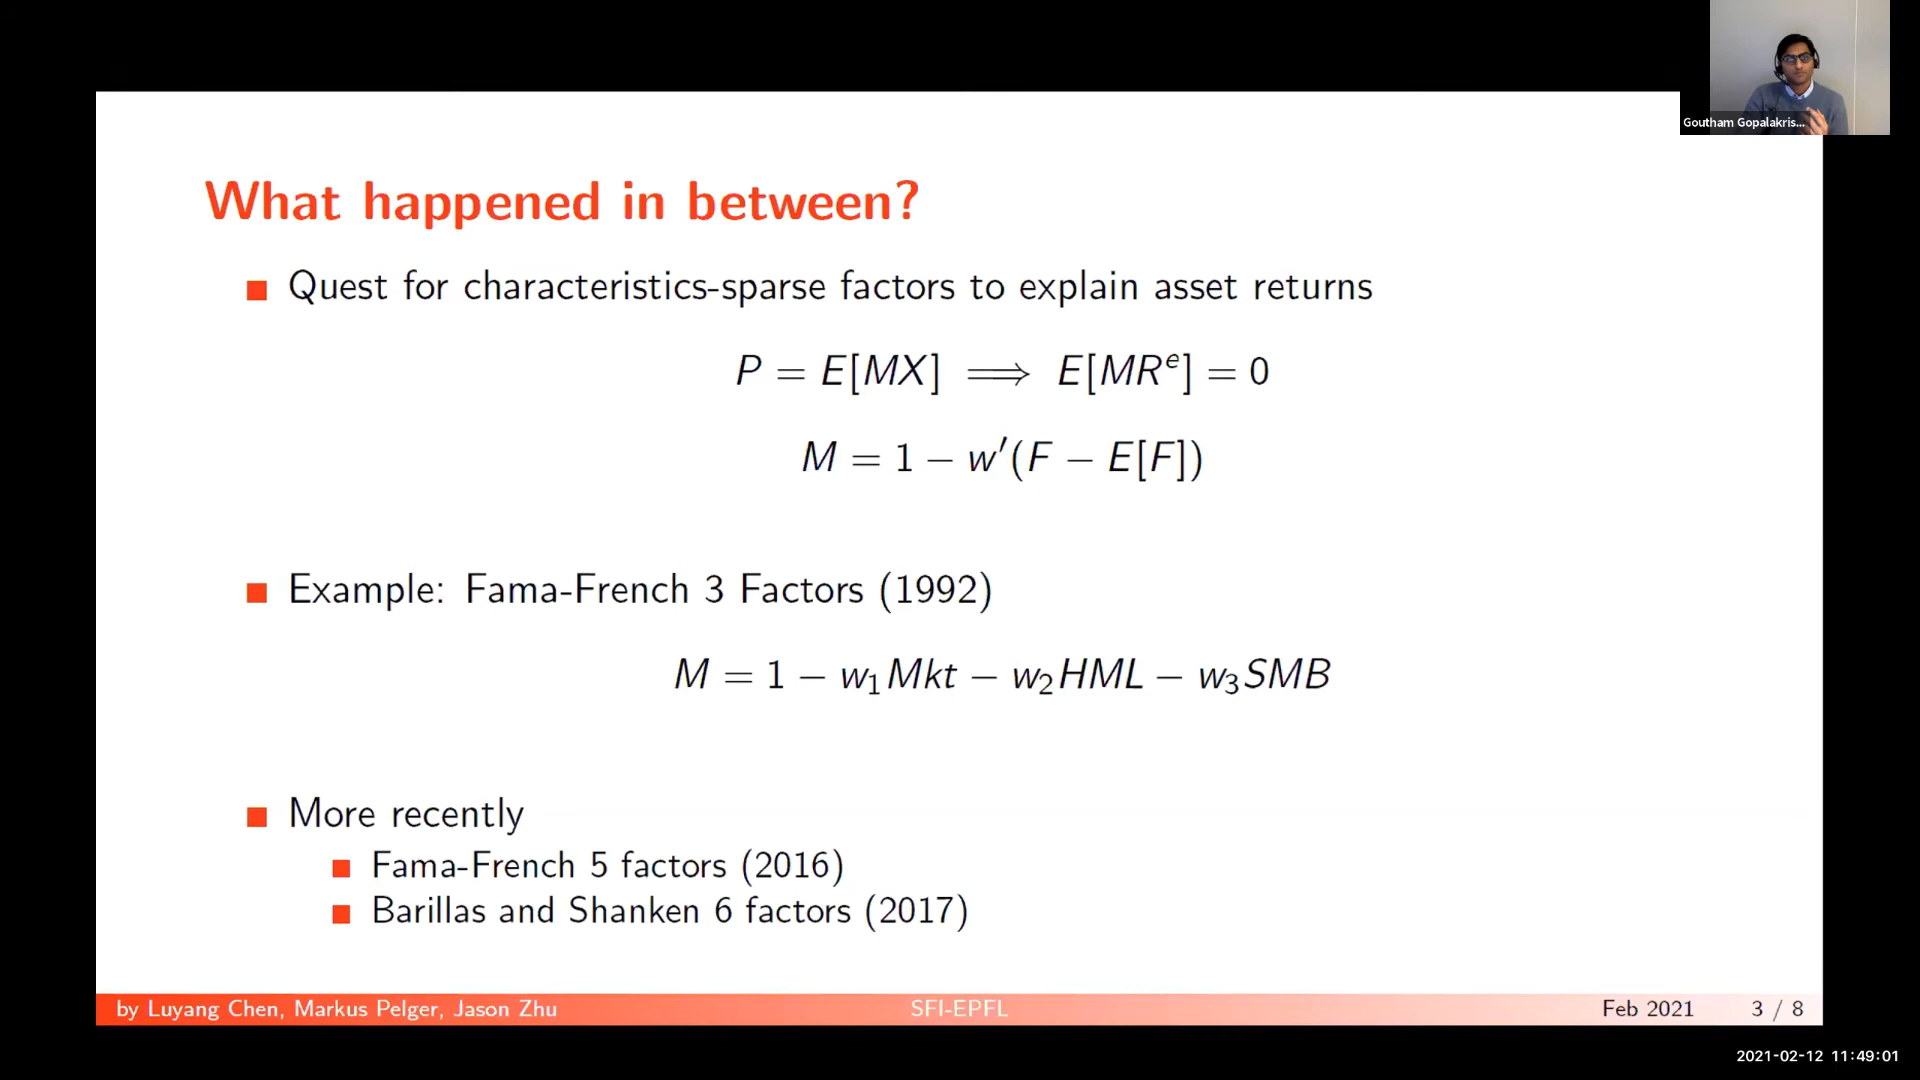 Goutham Gopalakris...
What happened in between?
Quest for characteristics-sparse factors to explain asset returns
P = E[MX] ⟹ E[MRᵉ] = 0
M = 1 − w′(F − E[F])
Example: Fama-French 3 Factors (1992)
M = 1 − w₁Mkt − w₂HML − w₃SMB
More recently
Fama-French 5 factors (2016)
Barillas and Shanken 6 factors (2017)
by Luyang Chen, Markus Pelger, Jason Zhu SFI-EPFL Feb 2021 3 / 8
2021-02-12 11:49:01